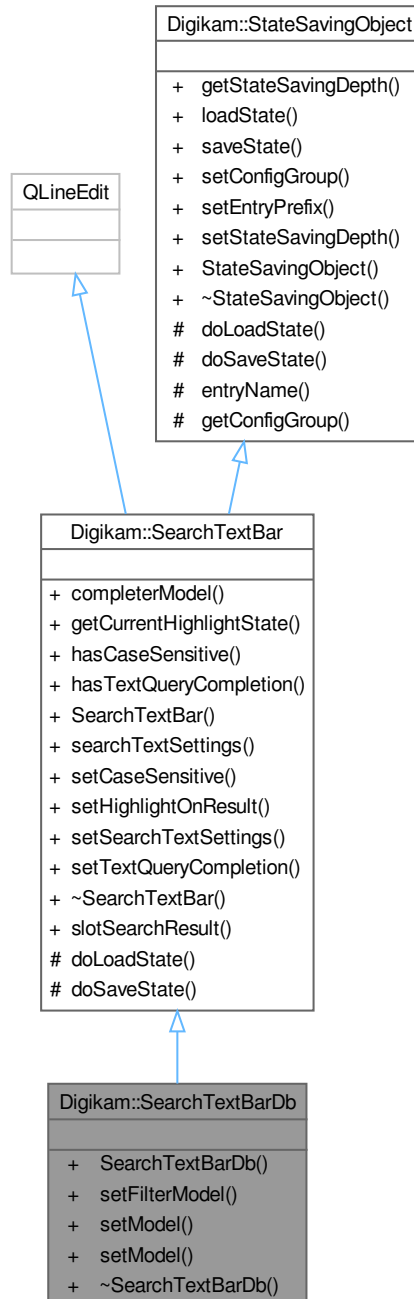 Digikam::StateSavingObject
+ getStateSavingDepth()
+ loadState()
+ saveState()
+ setConfigGroup()
+ setEntryPrefix()
+ setStateSavingDepth()
+ StateSavingObject()
+ ~StateSavingObject()
# doLoadState()
# doSaveState()
# entryName()
# getConfigGroup()
QLineEdit
Digikam::SearchTextBar
+ completerModel()
+ getCurrentHighlightState()
+ hasCaseSensitive()
+ hasTextQueryCompletion()
+ SearchTextBar()
+ searchTextSettings()
+ setCaseSensitive()
+ setHighlightOnResult()
+ setSearchTextSettings()
+ setTextQueryCompletion()
+ ~SearchTextBar()
+ slotSearchResult()
# doLoadState()
# doSaveState()
Digikam::SearchTextBarDb
+ SearchTextBarDb()
+ setFilterModel()
+ setModel()
+ setModel()
+ ~SearchTextBarDb()